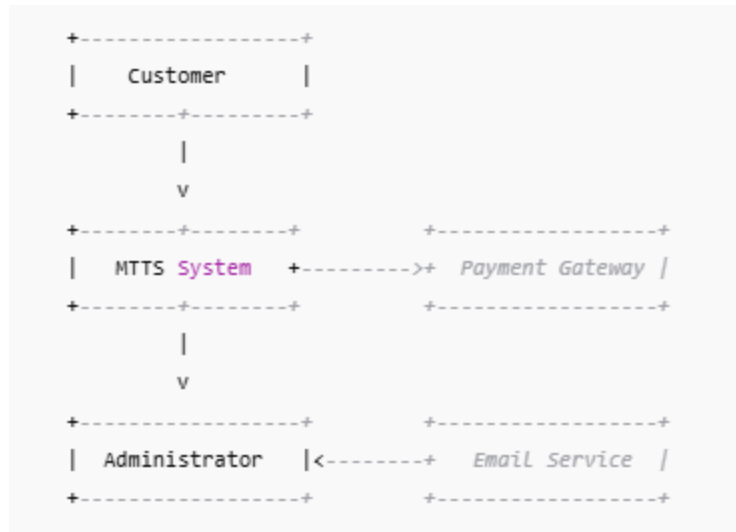 +------------------+
|    Customer      |
+--------+---------+
         |
         v
+--------+--------+          +------------------+
|   MTTS System   +--------->+  Payment Gateway |
+--------+--------+          +------------------+
         |
         v
+------------------+         +------------------+
|  Administrator   |<--------+   Email Service  |
+------------------+         +------------------+